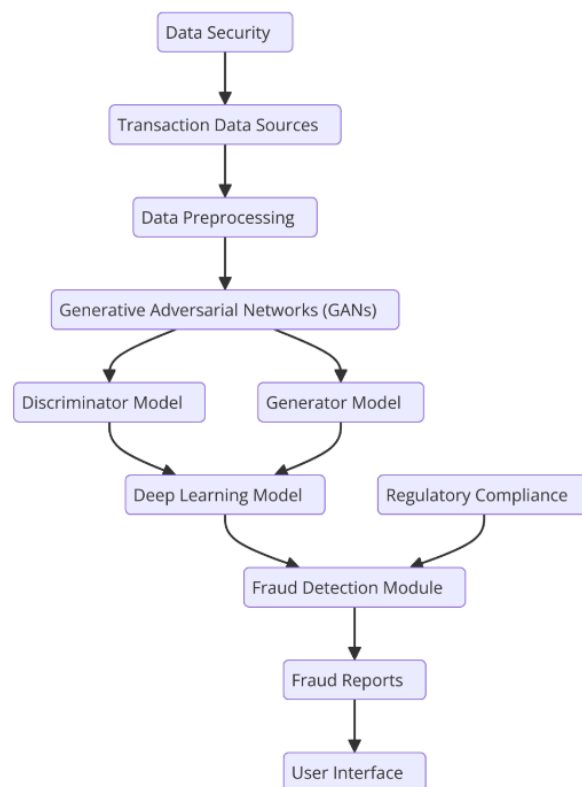 Data Security
Transaction Data Sources
Data Preprocessing
Generative Adversarial Networks (GANs)
Discriminator Model
Generator Model
Deep Learning Model
Regulatory Compliance
Fraud Detection Module
Fraud Reports
User Interface